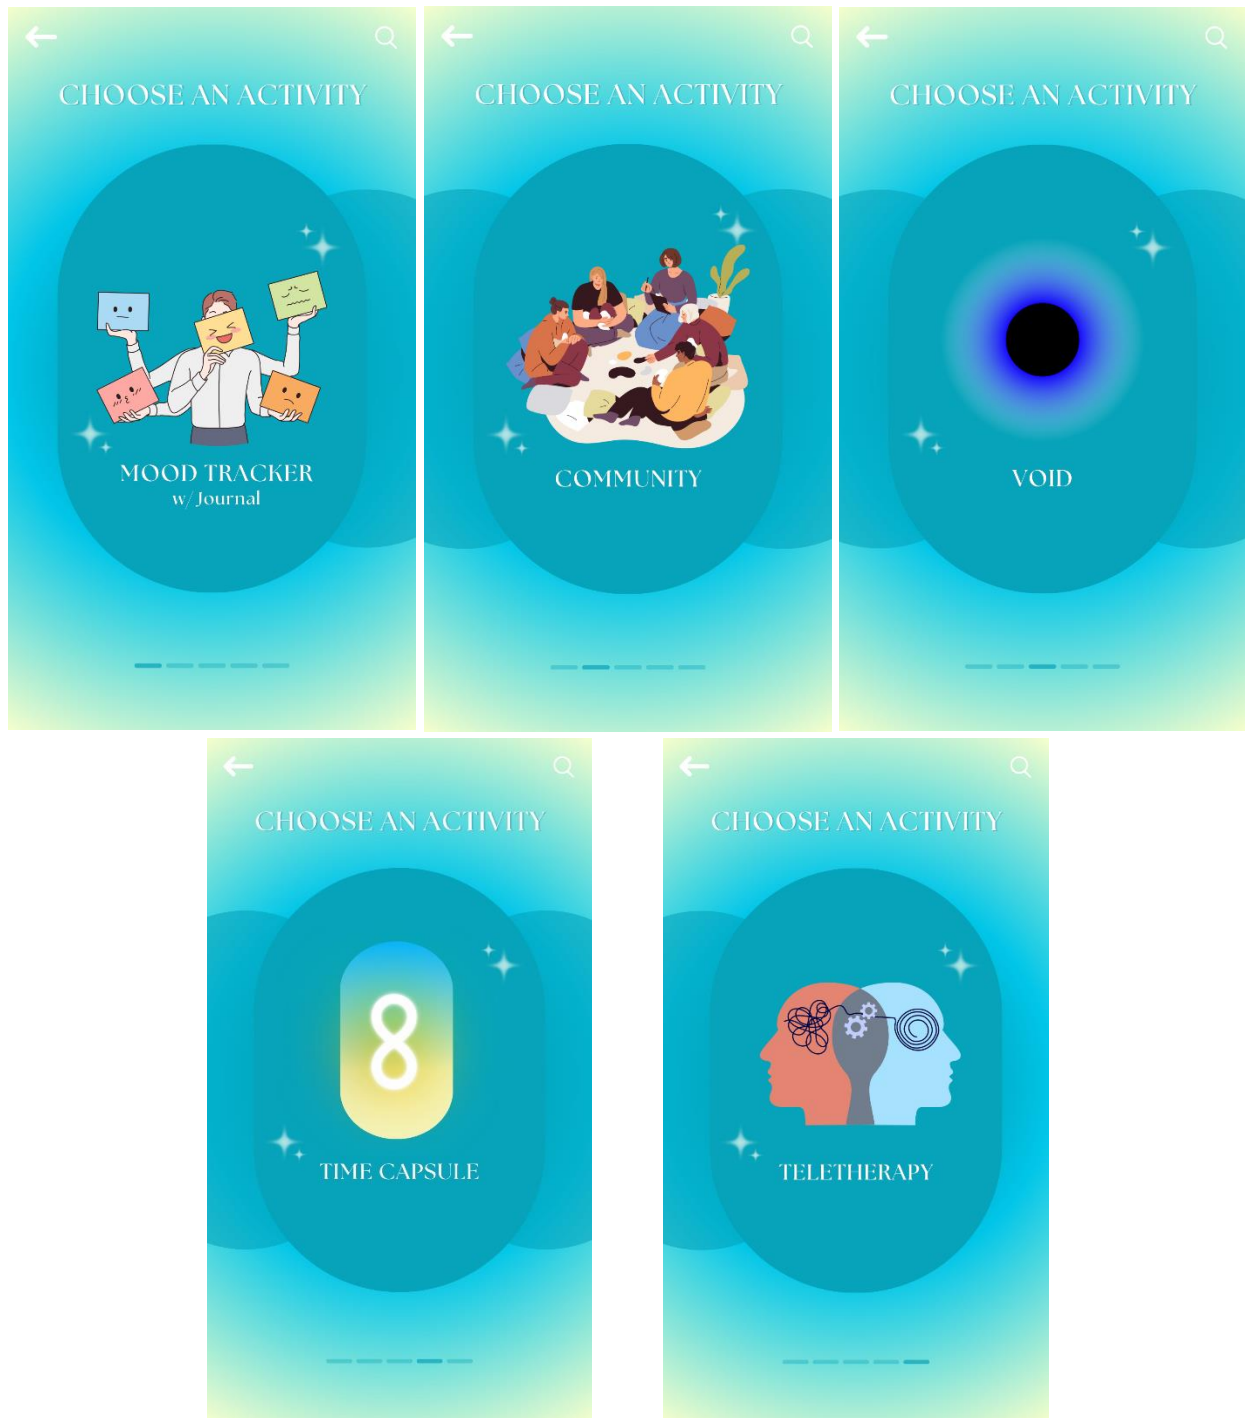 CHOOSE AN ACTIVITY
MOOD TRACKER
w/ Journal
CHOOSE AN ACTIVITY
COMMUNITY
CHOOSE AN ACTIVITY
VOID
CHOOSE AN ACTIVITY
8
TIME CAPSULE
CHOOSE AN ACTIVITY
TELETHERAPY